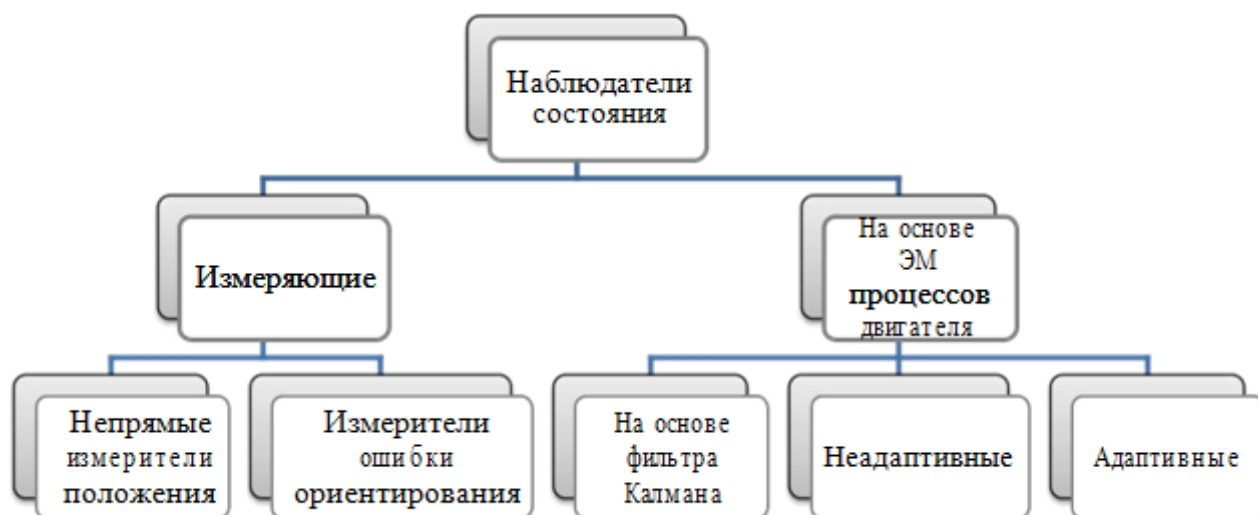 Наблюдатели
состояния
Измеряющие
На основе
ЭМ
процессов
двигателя
Непрямые
измерители
положения
Измерители
ошибки
ориентирования
На основе
фильтра
Калмана
Неадаптивные
Адаптивные